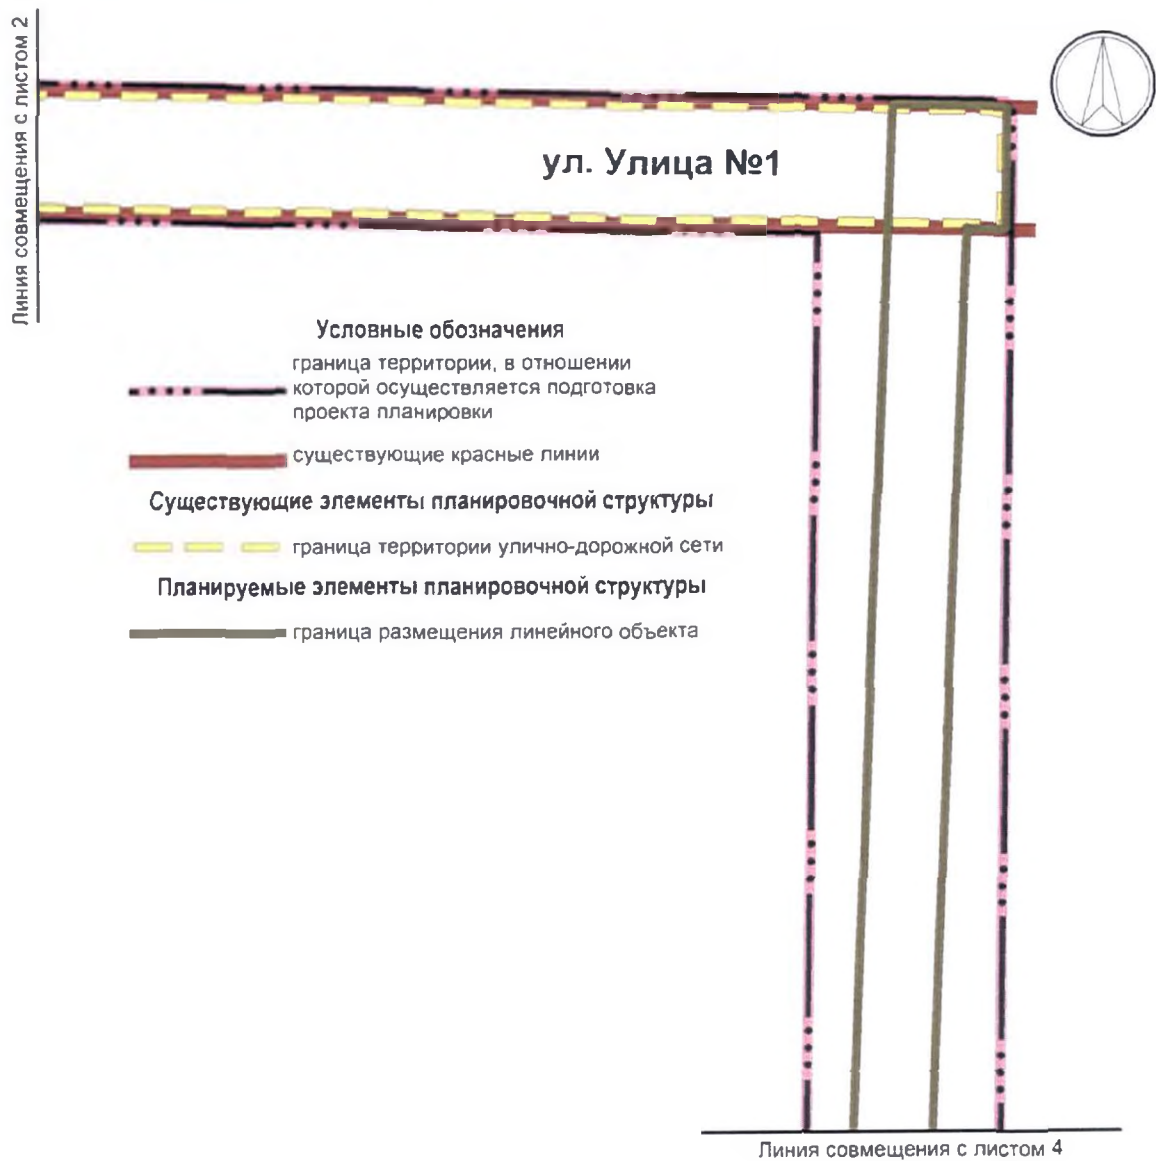 Линия совмещения с листом 2
ул. Улица №1
Условные обозначения
граница территории, в отношении
которой осуществляется подготовка
проекта планировки
существующие красные линии
Существующие элементы планировочной структуры
граница территории улично-дорожной сети
Планируемые элементы планировочной структуры
граница размещения линейного объекта
Линия совмещения с листом 4